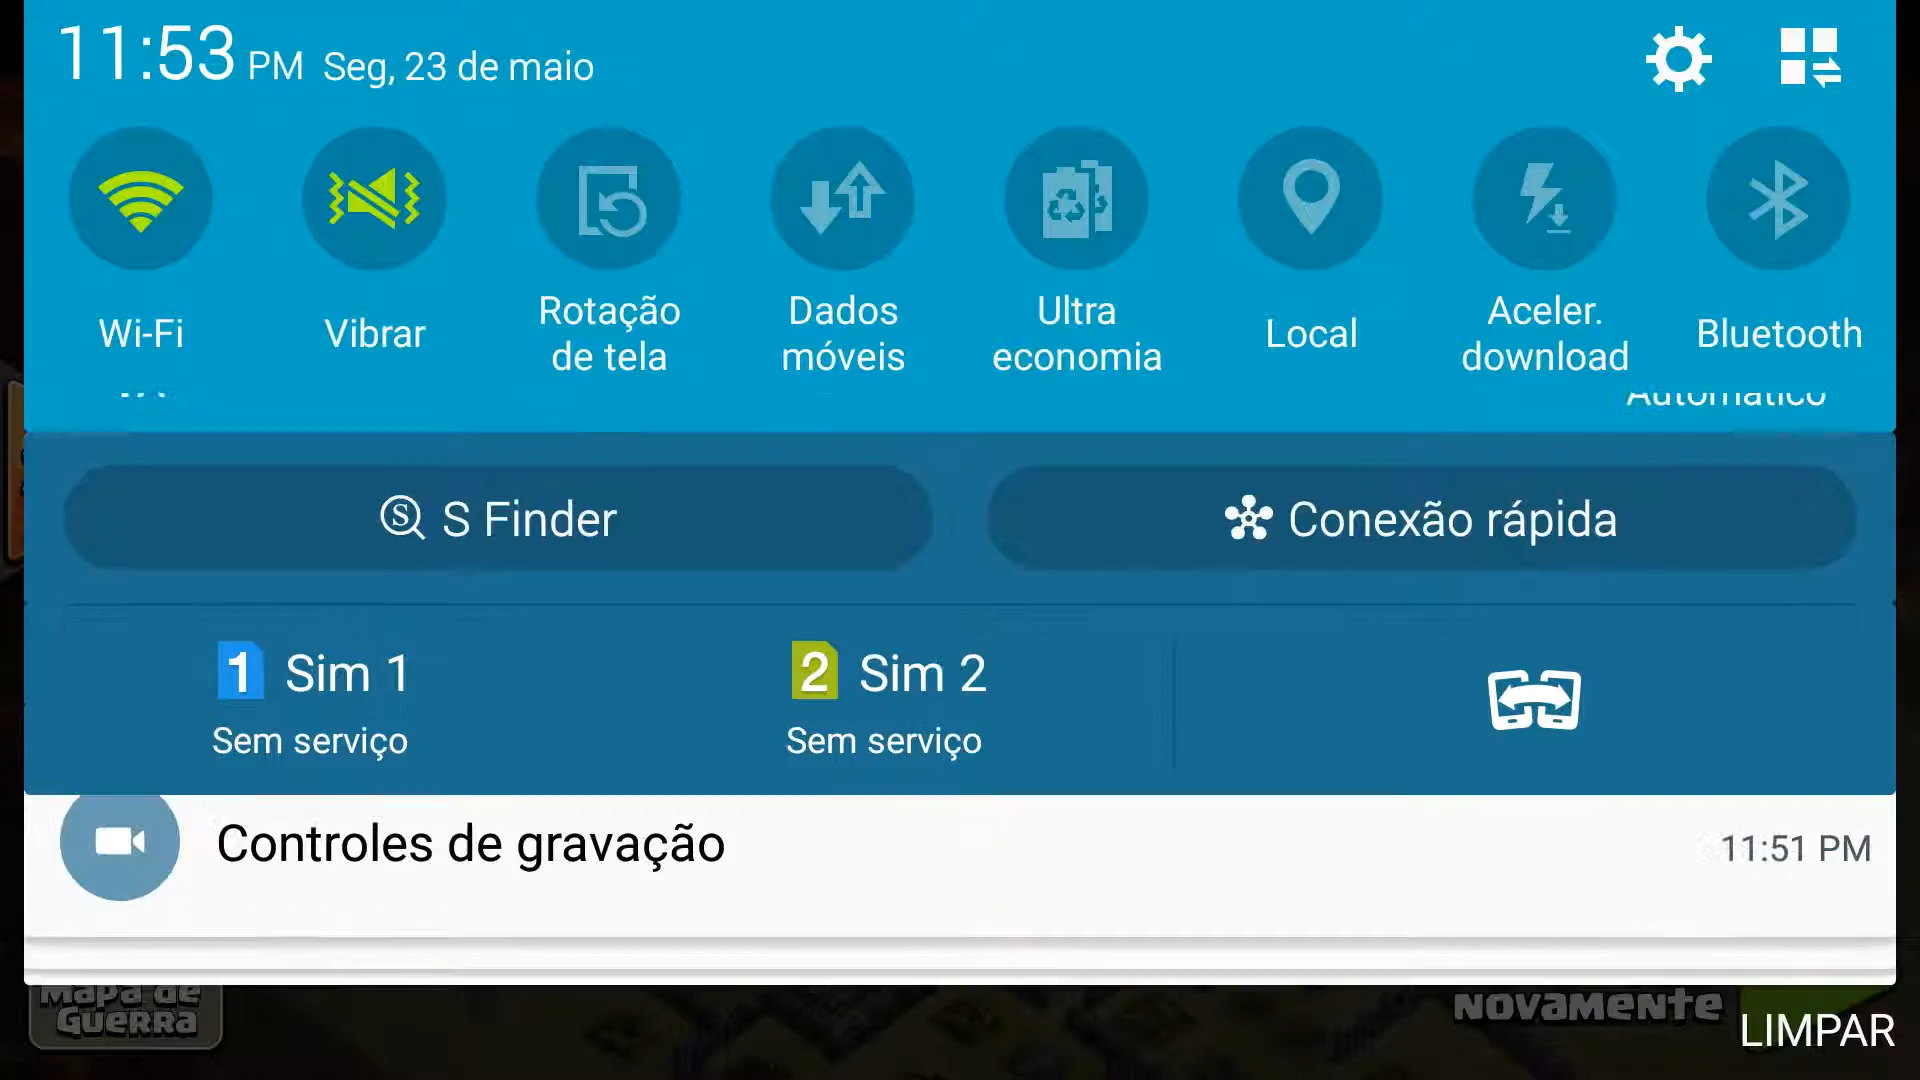 11:53 PM Seg, 23 de maio
Wi-Fi
Vibrar
Rotação
de tela
Dados
móveis
Ultra
economia
Local
Aceler.
download
Bluetooth
Automático
S Finder
Conexão rápida
1 Sim 1
Sem serviço
2 Sim 2
Sem serviço
Controles de gravação
11:51 PM
Mapa de
Guerra
NOVAMENTE
LIMPAR